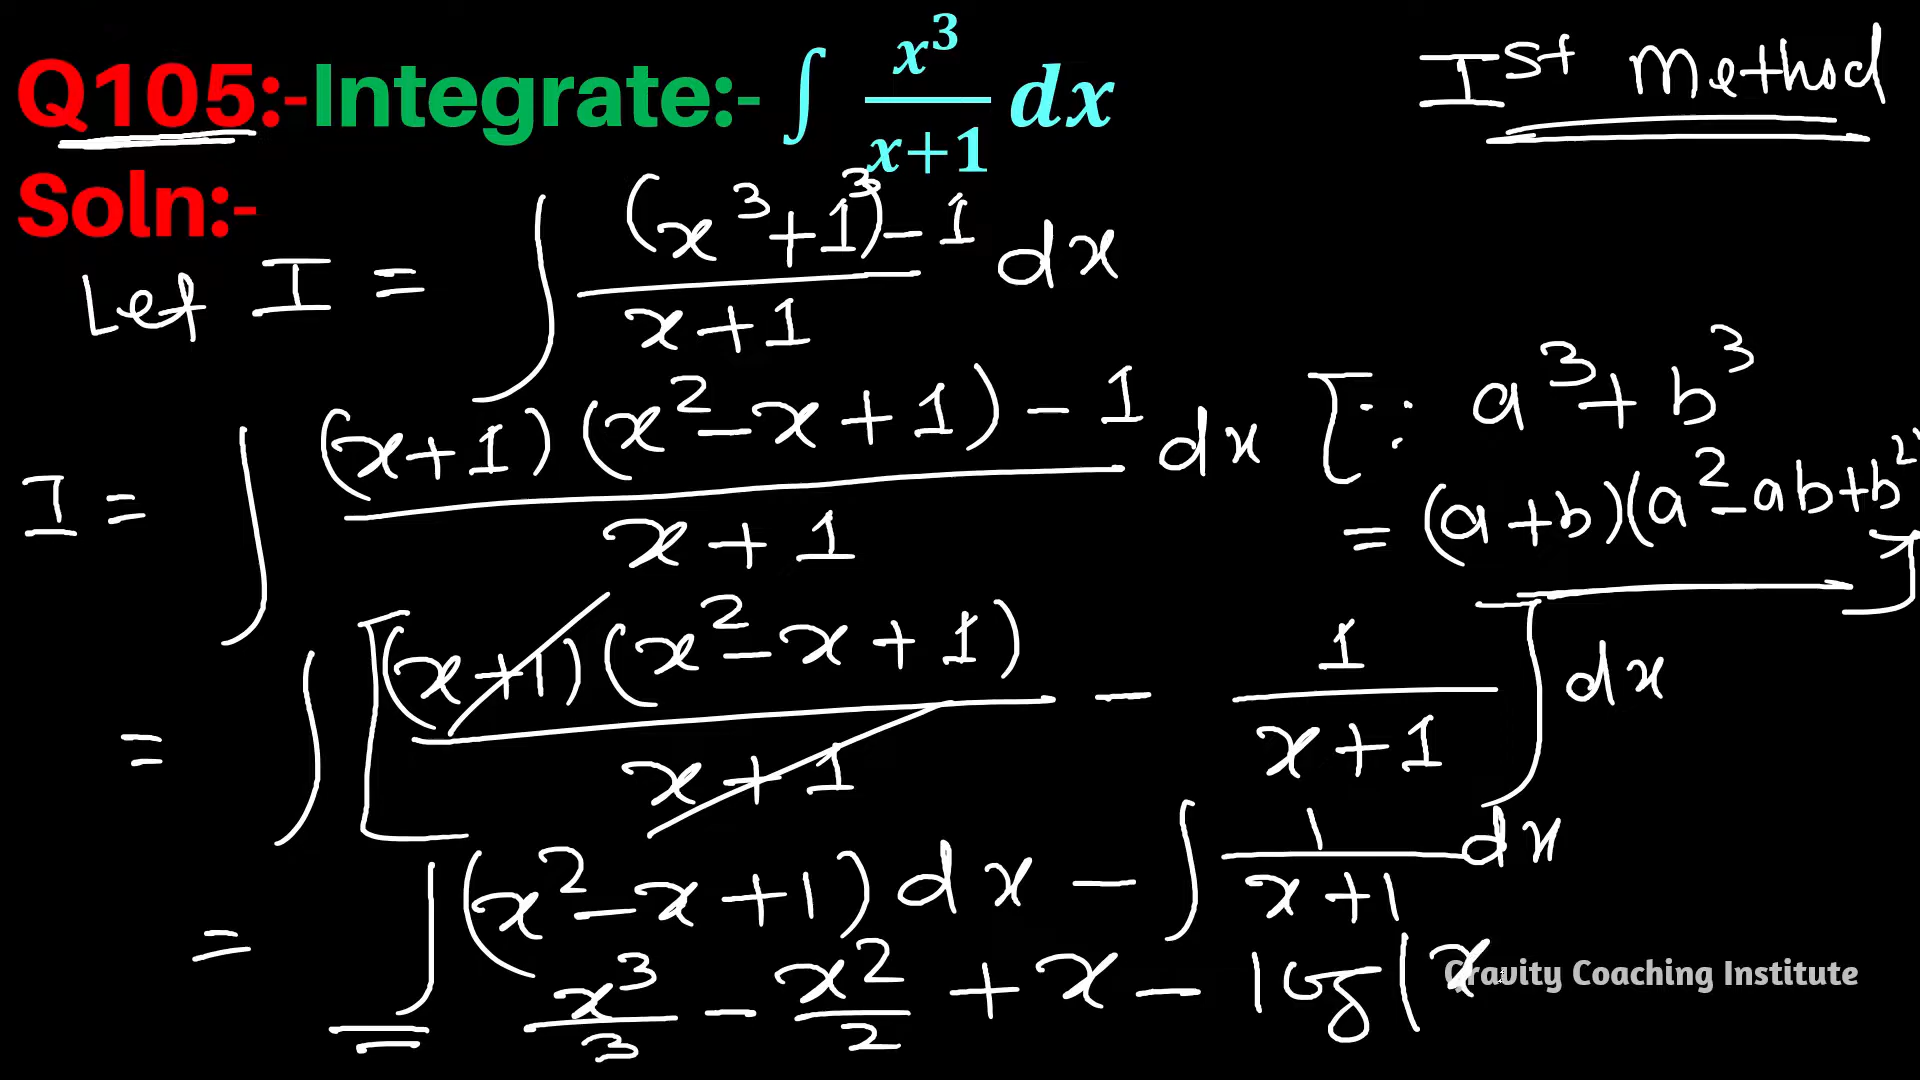 Q105:-Integrate:- ∫ x³/(x+1) dx
Iˢᵗ Method
Soln:-
Let I = ∫ ((x³+1³)-1)/(x+1) dx
I = ∫ ((x+1)(x²-x+1)-1)/(x+1) dx [∵ a³+b³
= (a+b)(a²-ab+b²)]
= ∫ [(x+1)(x²-x+1)/(x+1) - 1/(x+1)] dx
= ∫ (x²-x+1) dx - ∫ 1/(x+1) dx
= x³/3 - x²/2 + x - log|x
Gravity Coaching Institute